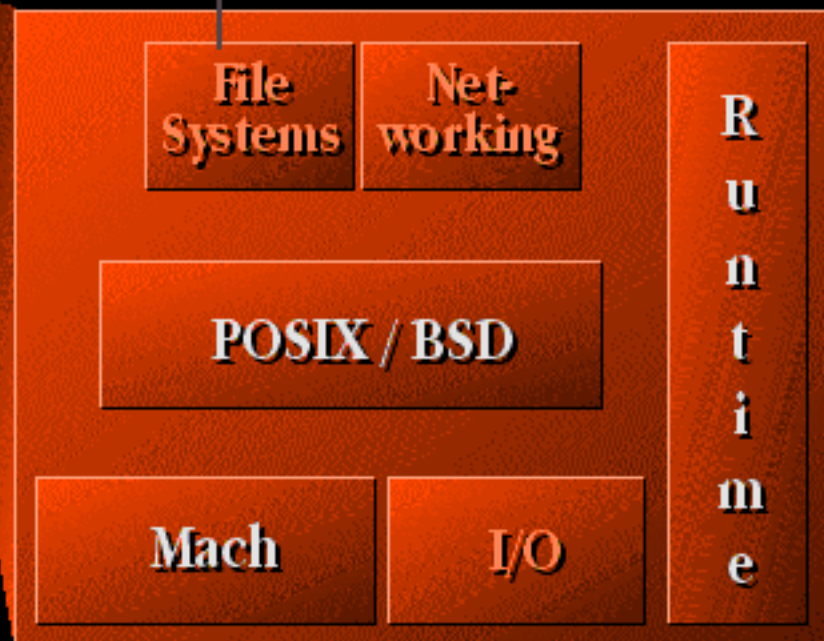 File
Systems
Net-
working
R
u
n
t
i
m
e
POSIX / BSD
Mach
I/O